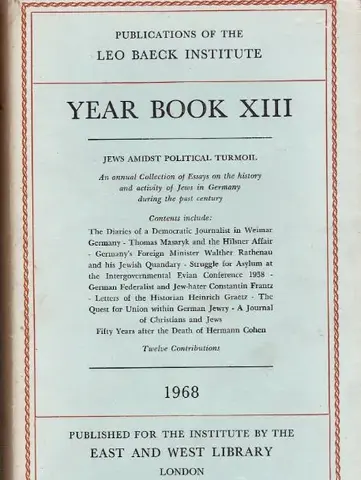 PUBLICATIONS OF THE
LEO BAECK INSTITUTE
YEAR BOOK XIII
JEWS AMIDST POLITICAL TURMOIL
An annual Collection of Essays on the history
and activity of Jews in Germany
during the past century
Contents include:
The Diaries of a Democratic Journalist in Weimar
Germany - Thomas Masaryk and the Hilsner Affair
- Germany's Foreign Minister Walther Rathenau
and his Jewish Quandary - Struggle for Asylum at
the Intergovernmental Evian Conference 1938 -
German Federalist and Jew-hater Constantin Frantz
- Letters of the Historian Heinrich Graetz - The
Quest for Union within German Jewry - A Journal
of Christians and Jews
Fifty Years after the Death of Hermann Cohen
Twelve Contributions
1968
PUBLISHED FOR THE INSTITUTE BY THE
EAST AND WEST LIBRARY
LONDON